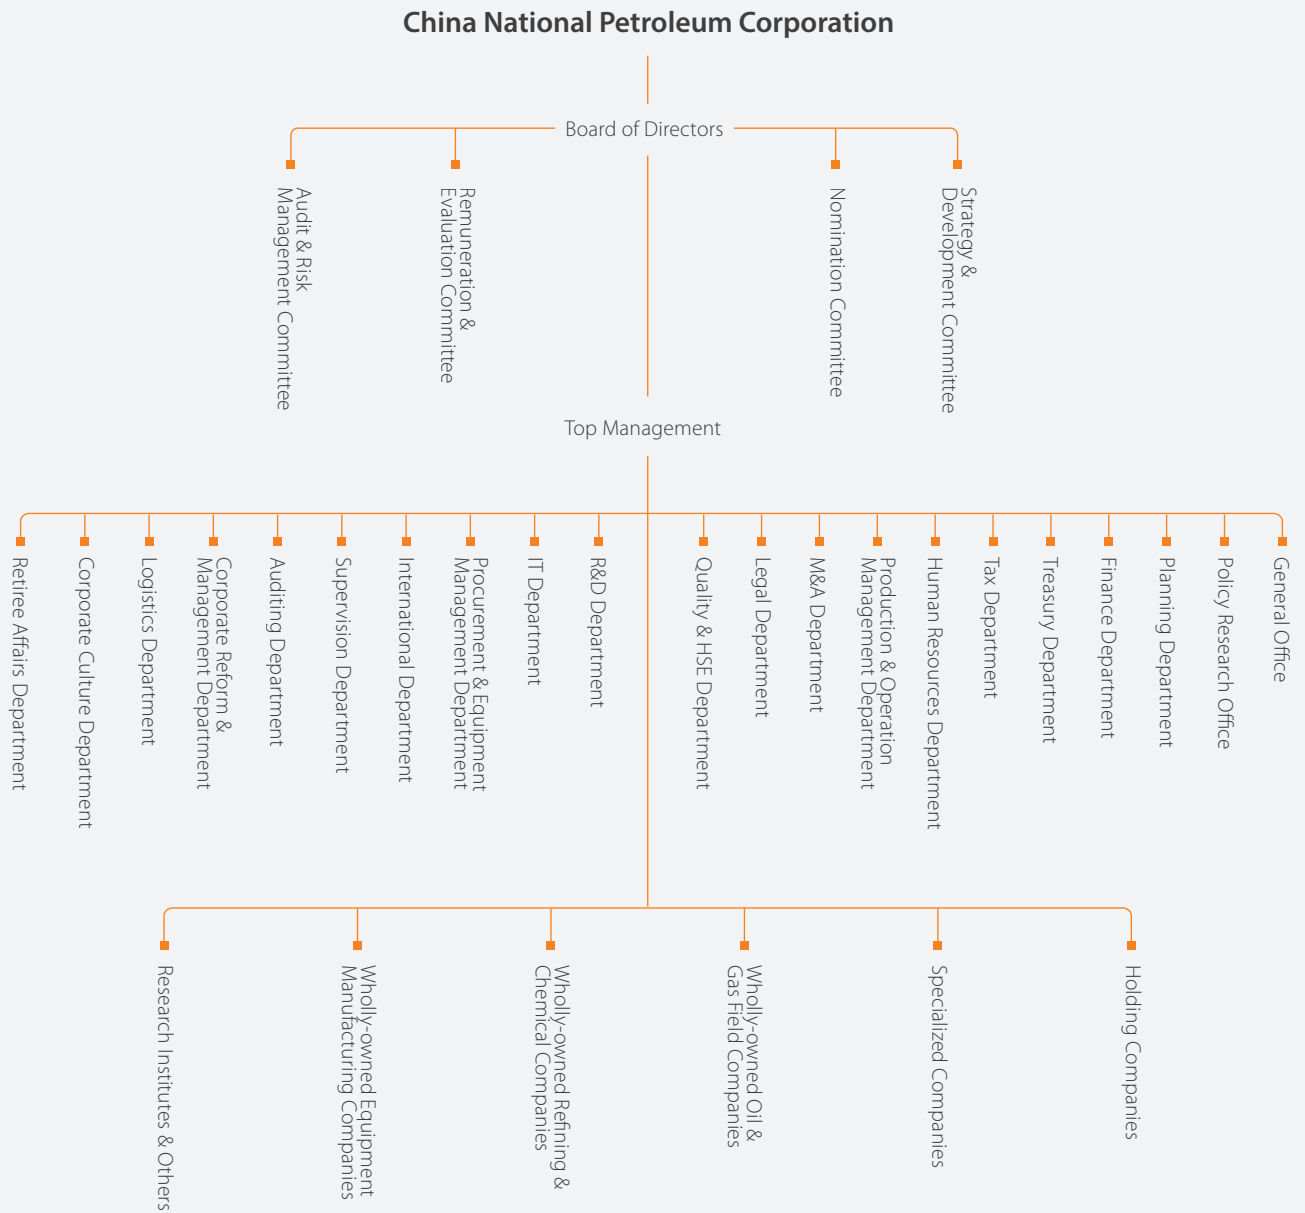 China National Petroleum Corporation
Board of Directors
Audit & Risk
Management Committee
Remuneration &
Evaluation Committee
Nomination Committee
Strategy &
Development Committee
Top Management
Retiree Affairs Department
Corporate Culture Department
Logistics Department
Corporate Reform &
Management Department
Auditing Department
Supervision Department
International Department
Procurement & Equipment
Management Department
IT Department
R&D Department
Quality & HSE Department
Legal Department
M&A Department
Production & Operation
Management Department
Human Resources Department
Tax Department
Treasury Department
Finance Department
Planning Department
Policy Research Office
General Office
Research Institutes & Others
Wholly-owned Equipment
Manufacturing Companies
Wholly-owned Refining &
Chemical Companies
Wholly-owned Oil &
Gas Field Companies
Specialized Companies
Holding Companies